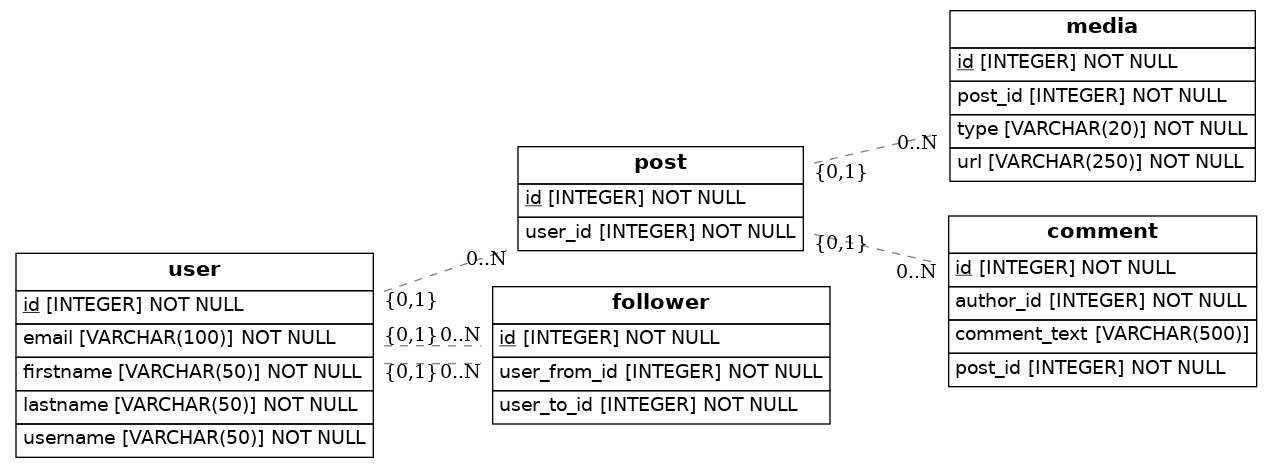 media
id [INTEGER] NOT NULL
post_id [INTEGER] NOT NULL
type [VARCHAR(20)] NOT NULL
url [VARCHAR(250)] NOT NULL
0..N
{0,1}
post
id [INTEGER] NOT NULL
user_id [INTEGER] NOT NULL
{0,1}
0..N
comment
id [INTEGER] NOT NULL
author_id [INTEGER] NOT NULL
comment_text [VARCHAR(500)]
post_id [INTEGER] NOT NULL
0..N
{0,1}
user
id [INTEGER] NOT NULL
email [VARCHAR(100)] NOT NULL
firstname [VARCHAR(50)] NOT NULL
lastname [VARCHAR(50)] NOT NULL
username [VARCHAR(50)] NOT NULL
{0,1} 0..N
{0,1} 0..N
follower
id [INTEGER] NOT NULL
user_from_id [INTEGER] NOT NULL
user_to_id [INTEGER] NOT NULL